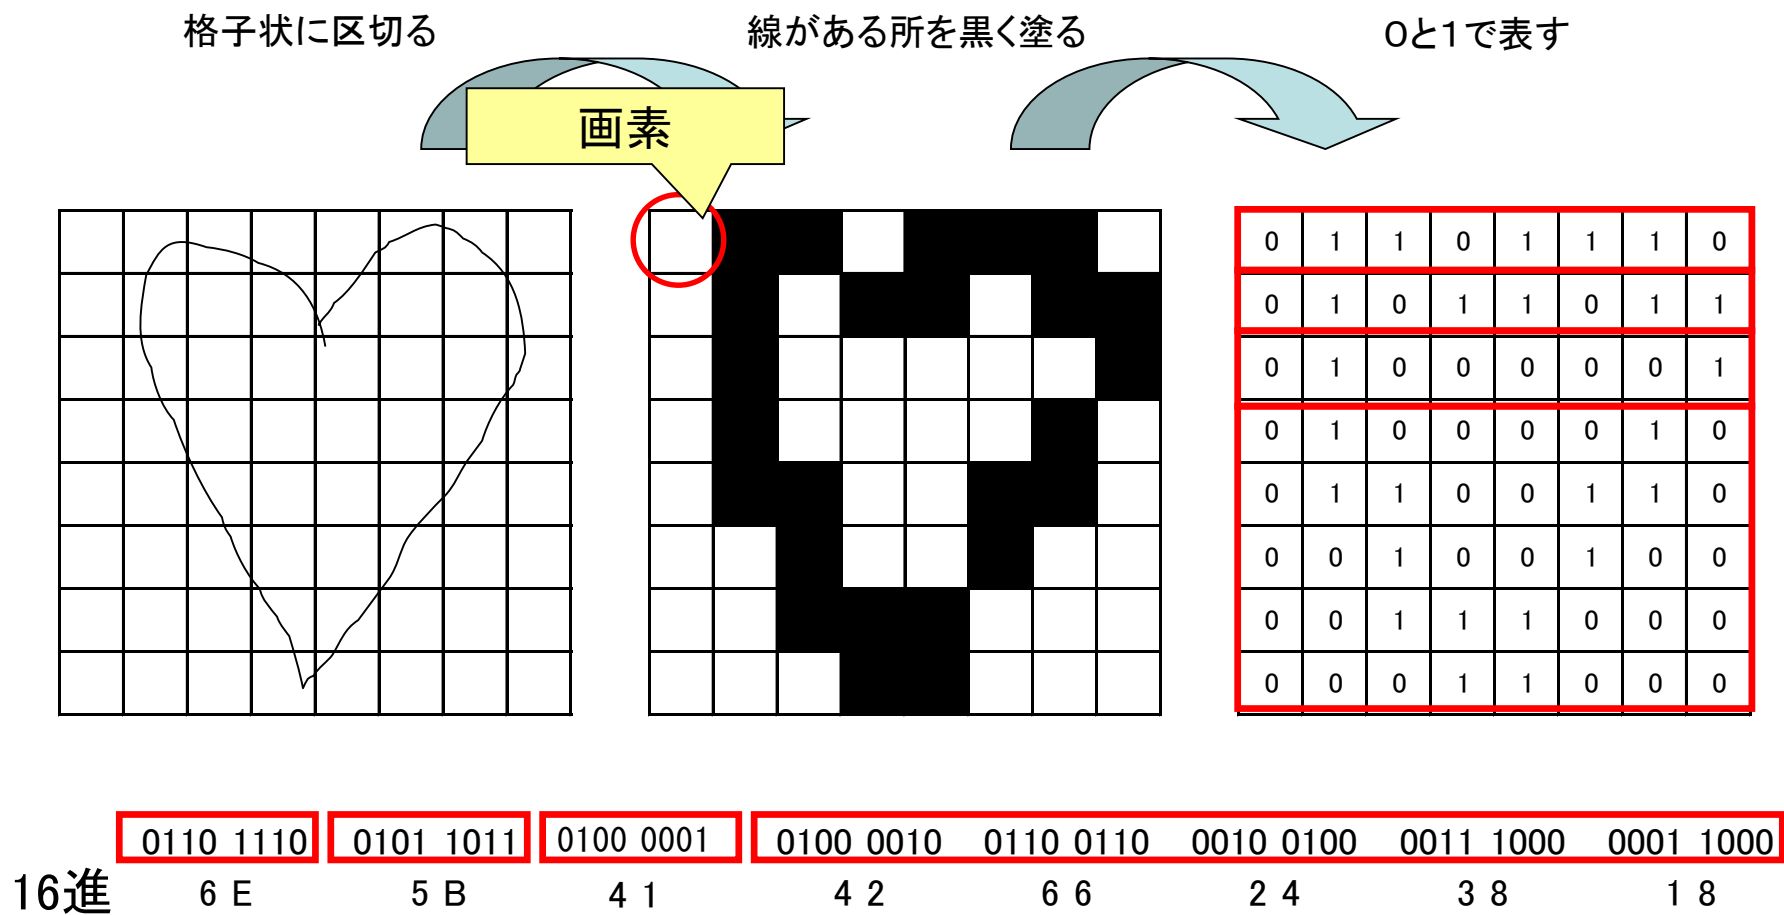 格子状に区切る
線がある所を黒く塗る
0と1で表す
画素
0 1 1 0 1 1 1 0
0 1 0 1 1 0 1 1
0 1 0 0 0 0 0 1
0 1 0 0 0 0 1 0
0 1 1 0 0 1 1 0
0 0 1 0 0 1 0 0
0 0 1 1 1 0 0 0
0 0 0 1 1 0 0 0
0110 1110 0101 1011 0100 0001 0100 0010 0110 0110 0010 0100 0011 1000 0001 1000
16進 6 E 5 B 4 1 4 2 6 6 2 4 3 8 1 8